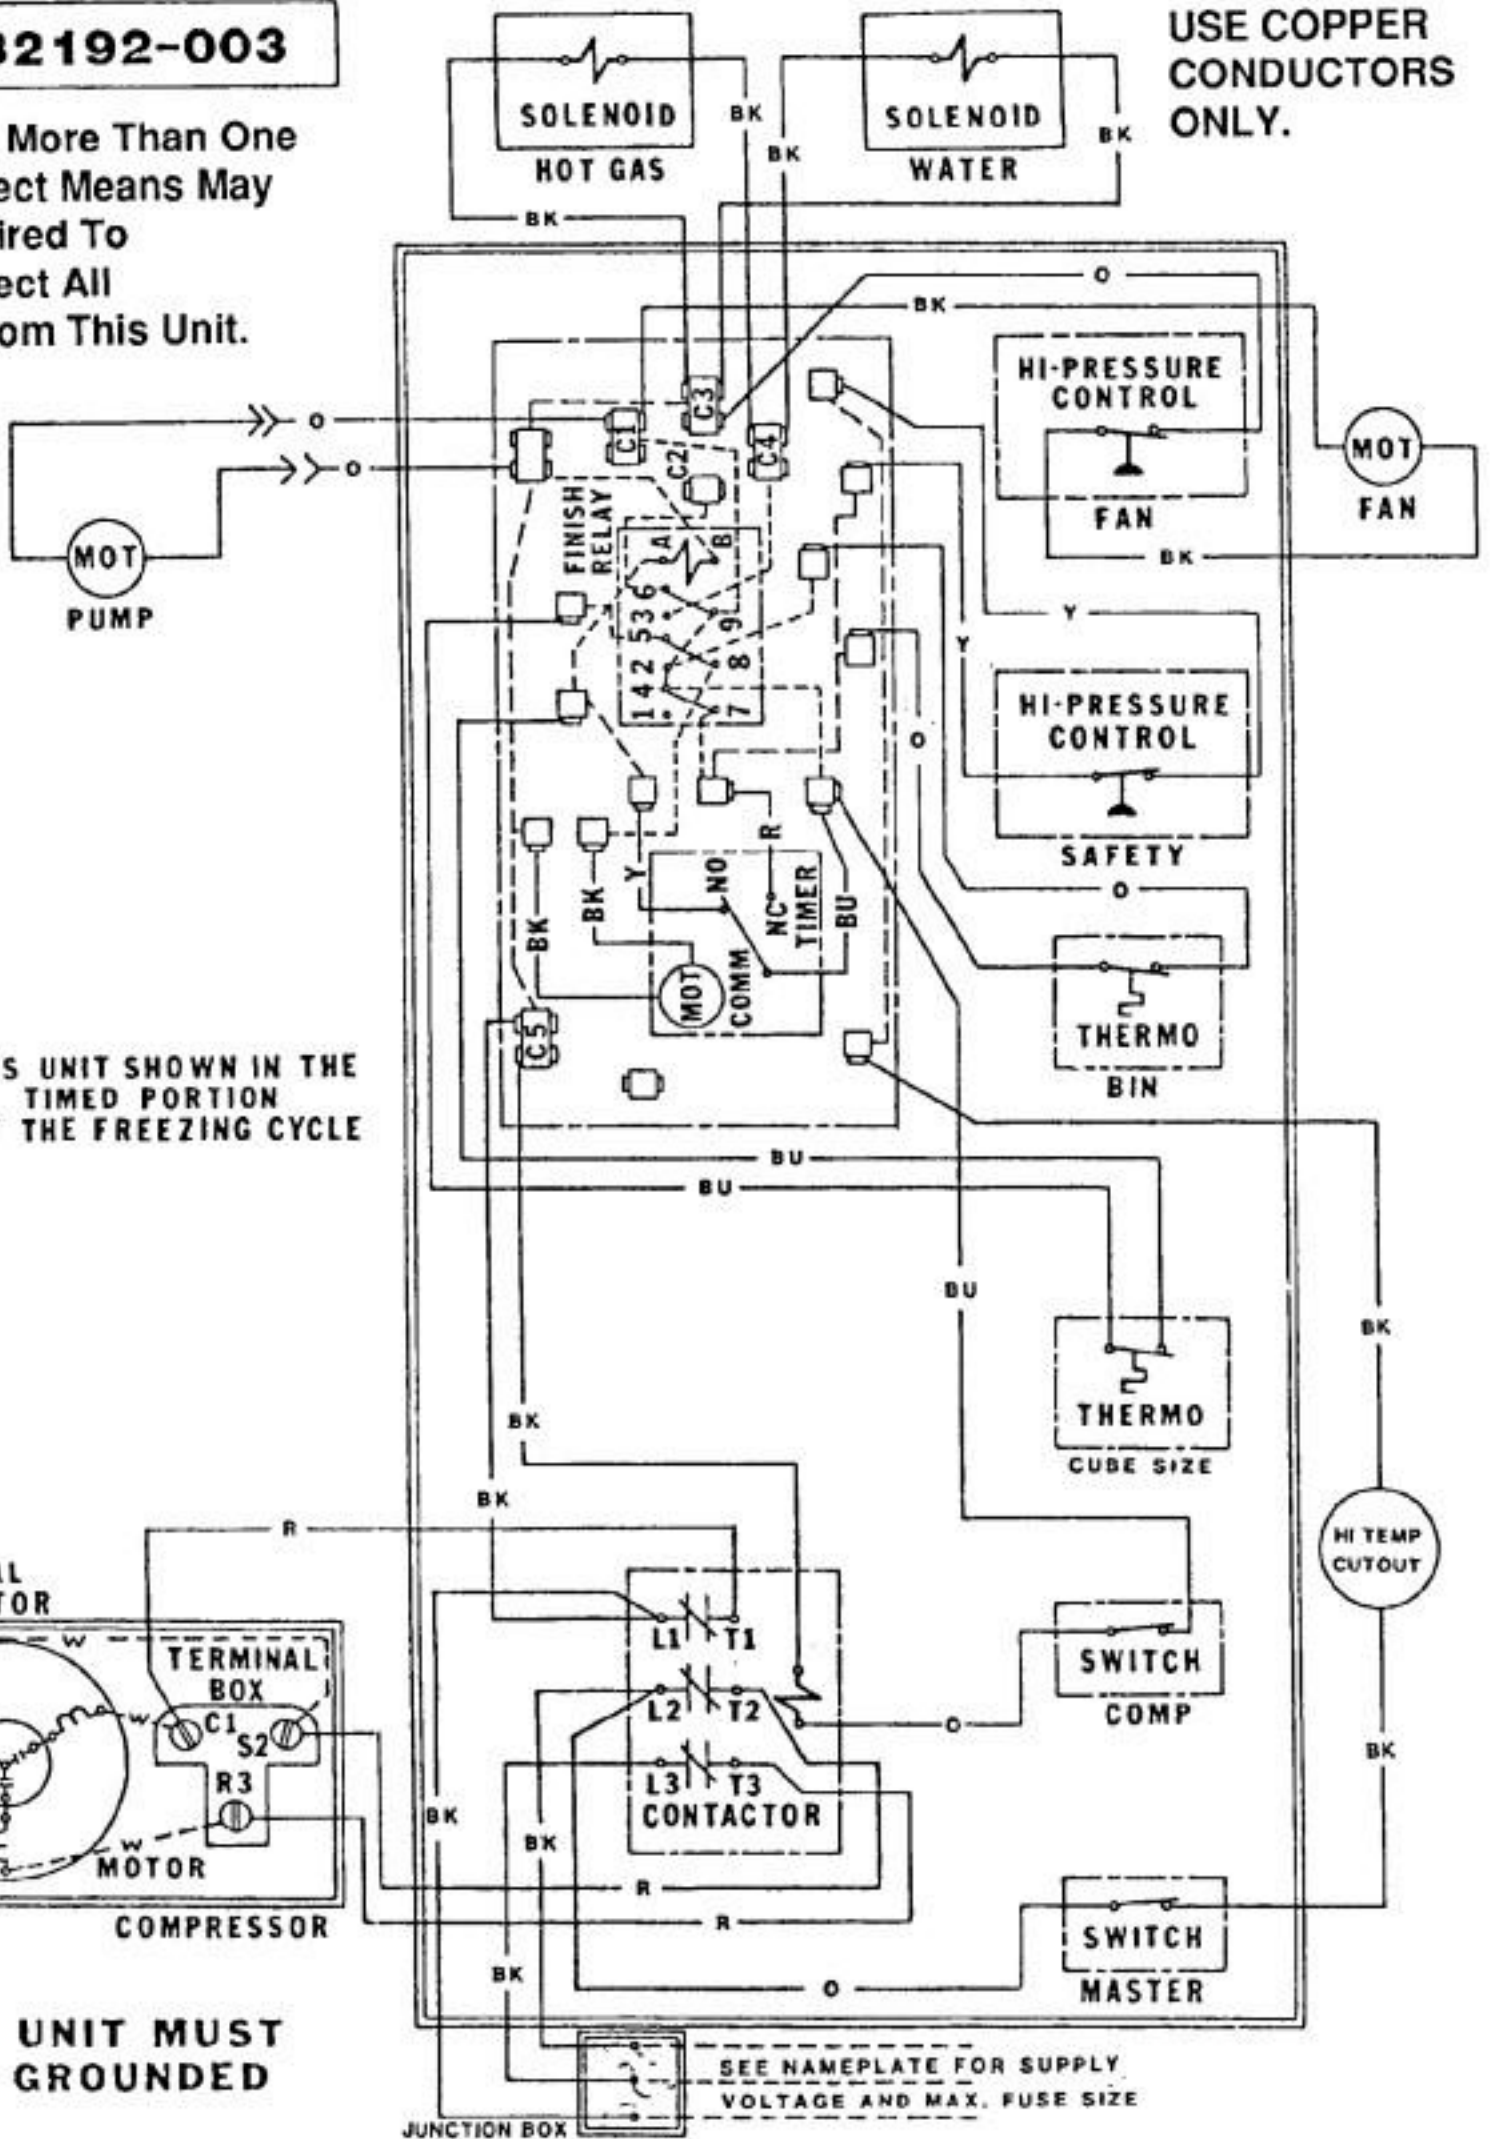 32192-003
More Than One
ect Means May
ired To
ect All
om This Unit.
USE COPPER
CONDUCTORS
ONLY.
SOLENOID
HOT GAS
SOLENOID
WATER
BK
BK
BK
BK
O
BK
HI-PRESSURE
CONTROL
FAN
MOT
FAN
BK
O
O
MOT
PUMP
C1
C2
C3
C4
FINISH
RELAY
A
B
6
3
5
2
4
1
9
8
7
Y
Y
HI-PRESSURE
CONTROL
SAFETY
O
O
THERMO
BIN
R
Y
BK
BK
NO
NC
TIMER
COMM
MOT
BU
C5
S UNIT SHOWN IN THE
TIMED PORTION
THE FREEZING CYCLE
BU
BU
BU
BK
BK
BK
THERMO
CUBE SIZE
HI TEMP
CUTOUT
R
L
TOR
W
TERMINAL
BOX
W
C1
S2
R3
W
MOTOR
COMPRESSOR
L1
T1
L2
T2
L3
T3
CONTACTOR
SWITCH
COMP
O
BK
BK
BK
R
R
BK
SWITCH
MASTER
O
UNIT MUST
GROUNDED
SEE NAMEPLATE FOR SUPPLY
VOLTAGE AND MAX. FUSE SIZE
JUNCTION BOX